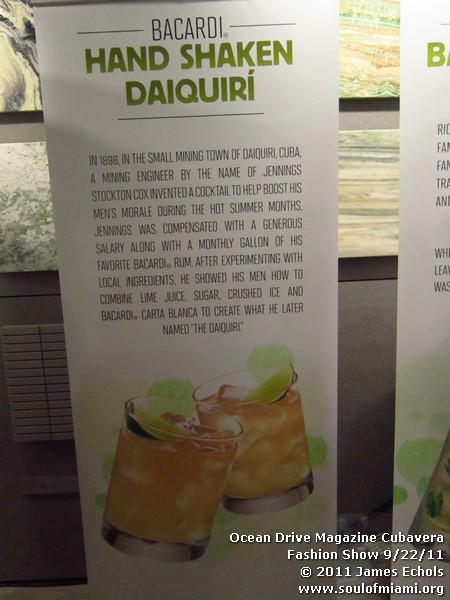 BACARDI®
HAND SHAKEN
DAIQUIRÍ
IN 1898, IN THE SMALL MINING TOWN OF DAIQUIRI, CUBA,
A MINING ENGINEER BY THE NAME OF JENNINGS
STOCKTON COX INVENTED A COCKTAIL TO HELP BOOST HIS
MEN'S MORALE DURING THE HOT SUMMER MONTHS.
JENNINGS WAS COMPENSATED WITH A GENEROUS
SALARY ALONG WITH A MONTHLY GALLON OF HIS
FAVORITE BACARDI® RUM. AFTER EXPERIMENTING WITH
LOCAL INGREDIENTS, HE SHOWED HIS MEN HOW TO
COMBINE LIME JUICE, SUGAR, CRUSHED ICE AND
BACARDI® CARTA BLANCA TO CREATE WHAT HE LATER
NAMED "THE DAIQUIRI."
Ocean Drive Magazine Cubavera
Fashion Show 9/22/11
© 2011 James Echols
www.soulofmiami.org